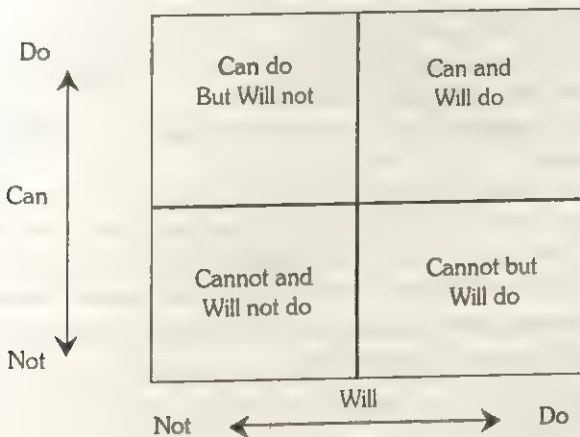 Do
Can do
But Will not
Can and
Will do
Can
Cannot and
Will not do
Cannot but
Will do
Not
Will
Not
Do